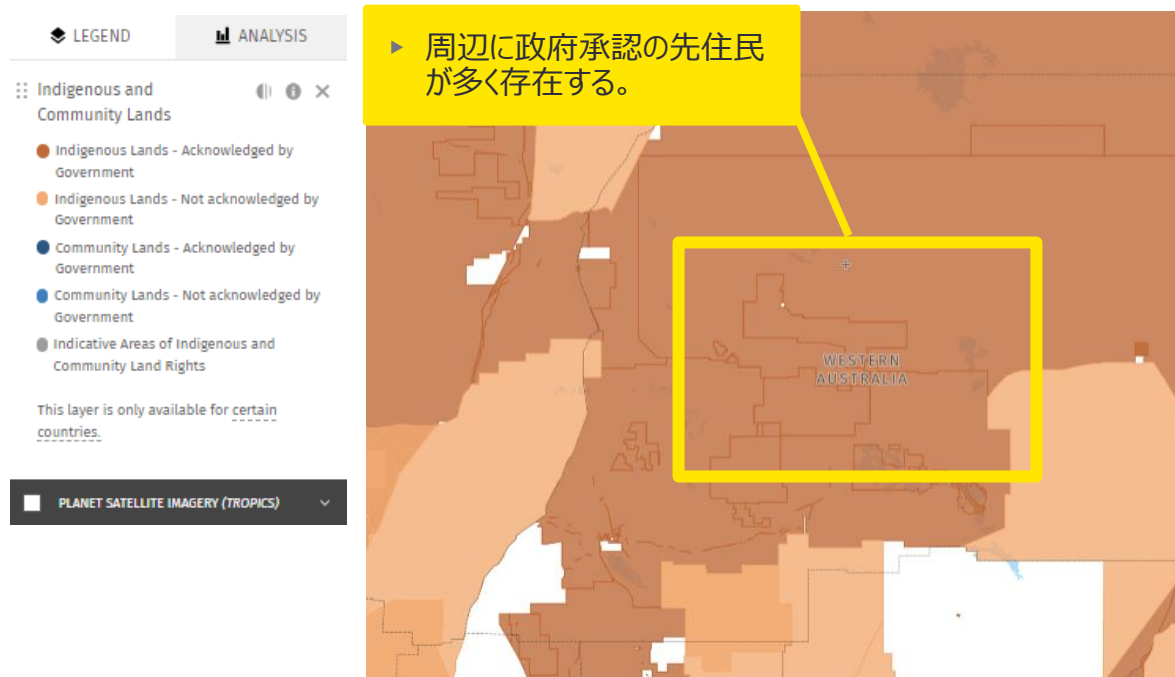 LEGEND
ANALYSIS
Indigenous and
Community Lands
Indigenous Lands - Acknowledged by
Government
Indigenous Lands - Not acknowledged by
Government
Community Lands - Acknowledged by
Government
Community Lands - Not acknowledged by
Government
Indicative Areas of Indigenous and
Community Land Rights
This layer is only available for certain
countries.
PLANET SATELLITE IMAGERY (TROPICS)
周辺に政府承認の先住民
が多く存在する。
WESTERN
AUSTRALIA